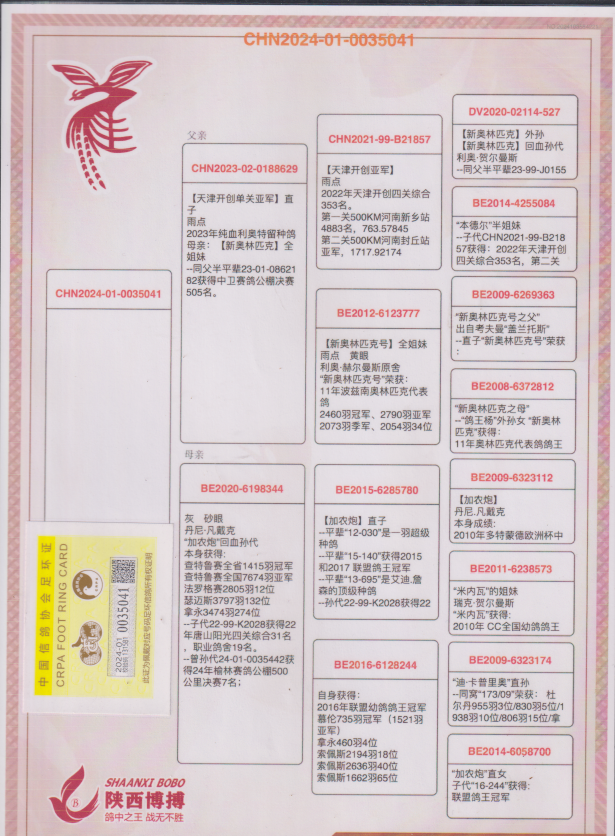 CHN2024-01-0035041
父亲
CHN2023-02-0188629
【天津开创单关亚军】直
子
雨点
2023年纯血利奥特留种鸽
母亲：【新奥林匹克】全
姐妹
--同父半平辈23-01-08621
82获得中卫赛鸽公棚决赛
505名。
CHN2024-01-0035041
母亲
BE2020-6198344
灰 砂眼
丹尼·凡戴克
“加农炮”回血孙代
本身获得：
查特鲁赛全省1415羽冠军
查特鲁赛全国7674羽亚军
法罗格赛2805羽12位
瑟迈斯3797羽132位
拿永3474羽274位
--子代22-99-K2028获得22
年唐山阳光四关综合31名
，职业鸽舍19名。
--曾孙代24-01-0035442获
得24年榆林赛鸽公棚500
公里决赛7名；
CHN2021-99-B21857
【天津开创亚军】
雨点
2022年天津开创四关综合
353名。
第一关500KM河南新乡站
4883名，763.57845
第二关500KM河南封丘站
亚军，1717.92174
BE2012-6123777
【新奥林匹克号】全姐妹
雨点 黄眼
利奥·赫尔曼斯原舍
“新奥林匹克号”荣获：
11年波兹南奥林匹克代表
鸽
2460羽冠军、2790羽亚军
2073羽季军、2054羽34位
BE2015-6285780
【加农炮】直子
--平辈“12-030”是一羽超级
种鸽
--平辈“15-140”获得2015
和2017 联盟鸽王冠军
--平辈“13-695”是艾迪.詹
森的顶级种鸽
--孙代22-99-K2028获得22
BE2016-6128244
自身获得：
2016年联盟幼鸽鸽王冠军
慕伦735羽冠军（1521羽
亚军）
拿永460羽4位
索佩斯2194羽18位
索佩斯2636羽40位
索佩斯1662羽65位
DV2020-02114-527
【新奥林匹克】外孙
【新奥林匹克】回血孙代
利奥·贺尔曼斯
--同父半平辈23-99-J0155
BE2014-4255084
“本德尔”半姐妹
--子代CHN2021-99-B218
57获得：2022年天津开创
四关综合353名，第二关
BE2009-6269363
“新奥林匹克号之父”
出自考夫曼“盖兰托斯”
--直子“新奥林匹克号”荣获
：
BE2008-6372812
“新奥林匹克之母”
--“鸽王杨”外孙女 “新奥林
匹克”获得：
11年奥林匹克代表鸽鸽王
BE2009-6323112
【加农炮】
丹尼.凡戴克
本身成绩：
2010年多特蒙德欧洲杯中
BE2011-6238573
“米内瓦”的姐妹
瑞克·贺尔曼斯
“米内瓦”获得：
2010年 CC全国幼鸽鸽王
BE2009-6323174
“迪·卡普里奥”直孙
--同窝“173/09”荣获： 杜
尔丹955羽3位/830羽5位/1
938羽10位/806羽15位/拿
BE2014-6058700
“加农炮”直女
子代“16-244”获得：
联盟鸽王冠军
中国信鸽协会足环证
CRPA FOOT RING CARD
2024-01
0035041
此证为佩戴对应号码足环信鸽所有权证明
B
SHAANXI BOBO
陕西博搏
鸽中之王 战无不胜